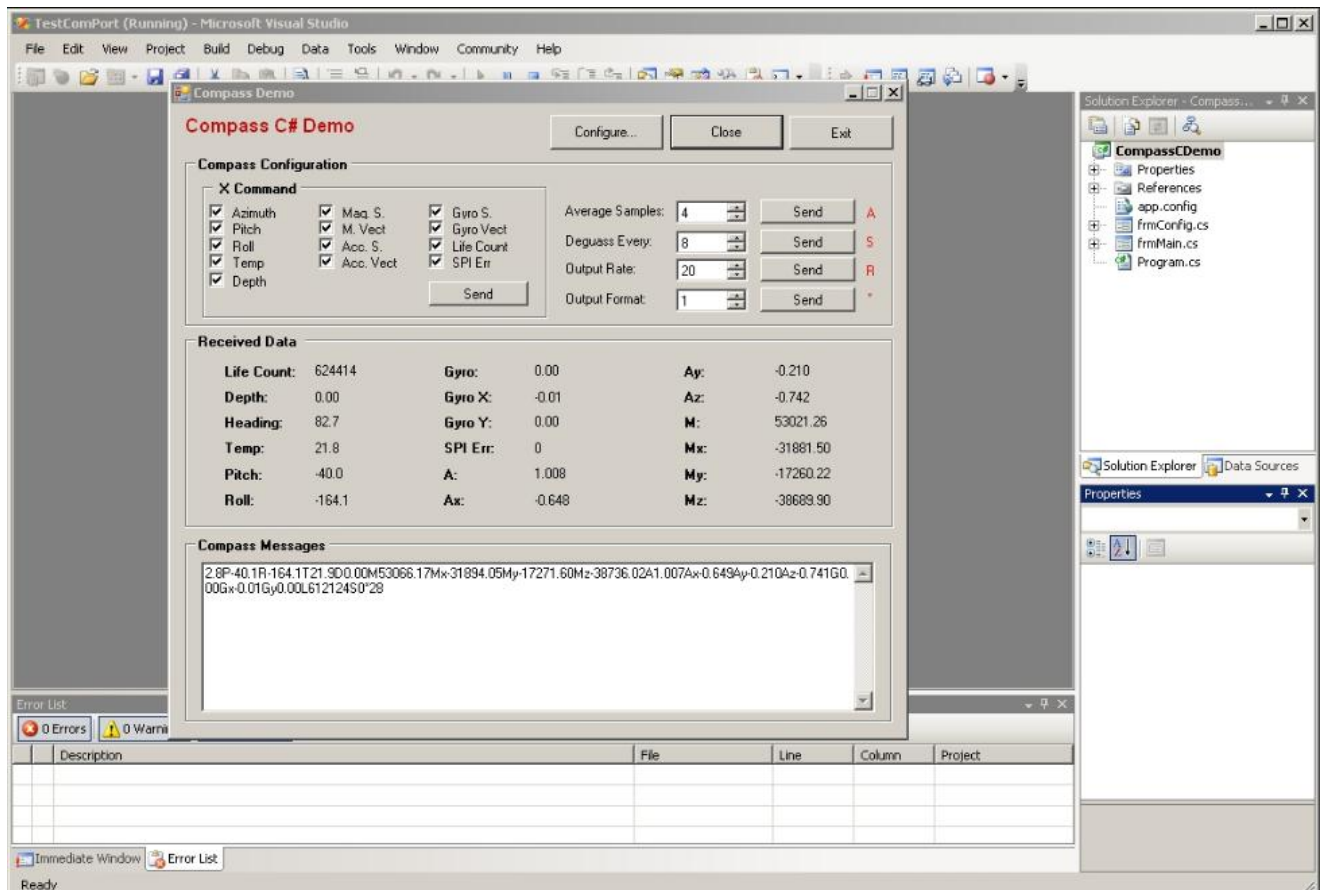 TestComPort (Running) - Microsoft Visual Studio
File Edit View Project Build Debug Data Tools Window Community Help
Compass Demo
Compass C# Demo
Configure... Close Exit
Compass Configuration
X Command
Azimuth Mag. S. Gyro S.
Pitch M. Vect Gyro Vect
Roll Acc. S. Life Count
Temp Acc. Vect SPI Err
Depth
Send
Average Samples: 4 Send A
Deguass Every: 8 Send S
Output Rate: 20 Send R
Output Format: 1 Send *
Received Data
Life Count: 624414 Gyro: 0.00 Ay: -0.210
Depth: 0.00 Gyro X: -0.01 Az: -0.742
Heading: 82.7 Gyro Y: 0.00 M: 53021.26
Temp: 21.8 SPI Err: 0 Mx: -31881.50
Pitch: -40.0 A: 1.008 My: -17260.22
Roll: -164.1 Ax: -0.648 Mz: -38689.90
Compass Messages
2.8P-40.1R-164.1T21.9D0.00M53066.17Mx-31894.05My-17271.60Mz-38736.02A1.007Ax-0.649Ay-0.210Az-0.741G0.
00Gx-0.01Gy0.00L612124S0*28
Solution Explorer - Compass...
CompassCDemo
Properties
References
app.config
frmConfig.cs
frmMain.cs
Program.cs
Solution Explorer Data Sources
Properties
Error List
0 Errors 0 Warni
Description File Line Column Project
Immediate Window Error List
Ready